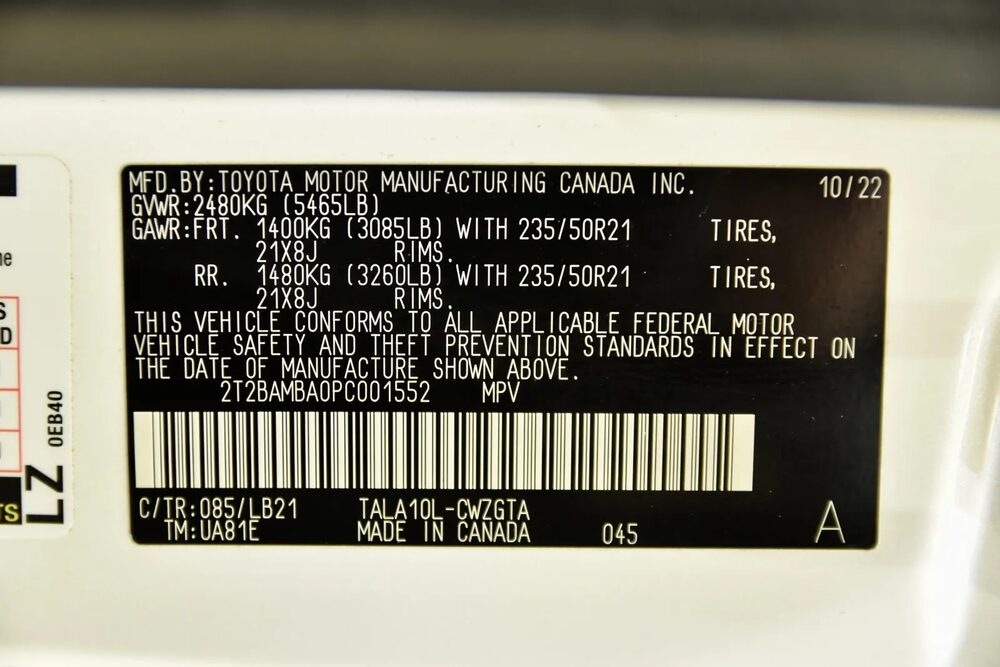 MFD.BY:TOYOTA MOTOR MANUFACTURING CANADA INC. 10/22
GVWR:2480KG (5465LB)
GAWR:FRT. 1400KG (3085LB) WITH 235/50R21 TIRES,
21X8J RIMS.
RR. 1480KG (3260LB) WITH 235/50R21 TIRES,
21X8J RIMS.
THIS VEHICLE CONFORMS TO ALL APPLICABLE FEDERAL MOTOR
VEHICLE SAFETY AND THEFT PREVENTION STANDARDS IN EFFECT ON
THE DATE OF MANUFACTURE SHOWN ABOVE.
2T2BAMBA0PC001552 MPV
C/TR:085/LB21 TALA10L-CWZGTA
TM:UA81E MADE IN CANADA 045 A
LZ 0EB40